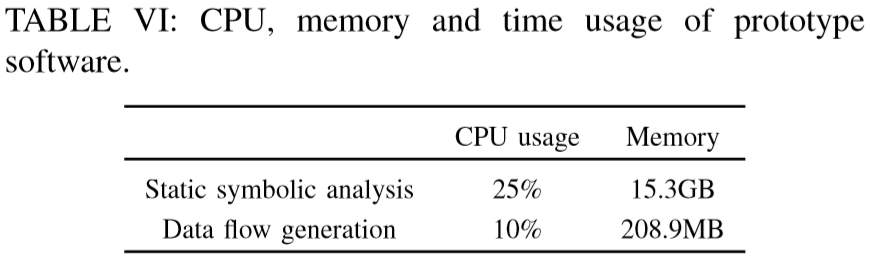 TABLE VI: CPU, memory and time usage of prototype
software.
CPU usage Memory
Static symbolic analysis 25% 15.3GB
Data flow generation 10% 208.9MB